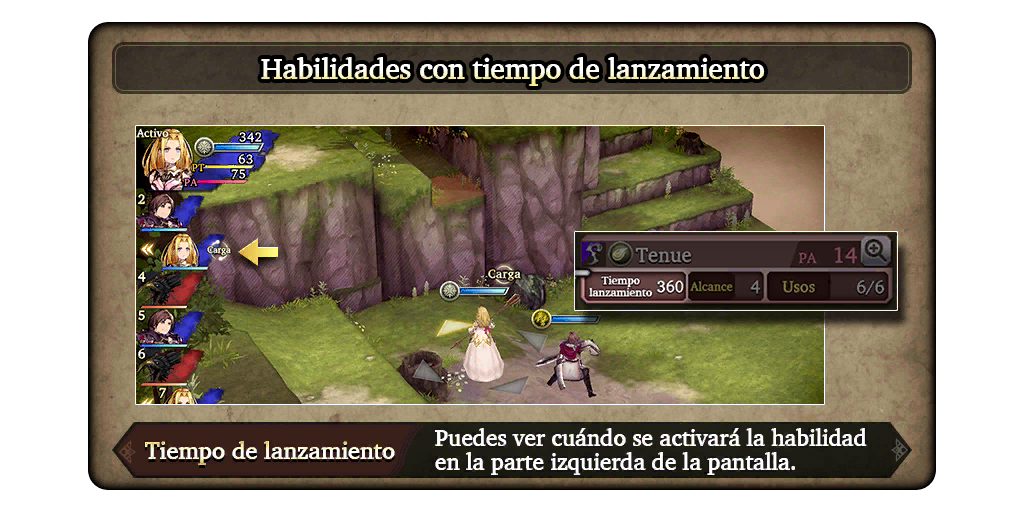 Habilidades con tiempo de lanzamiento
Activo
342
PT 63
PA 75
2
Carga
4
5
6
7
Carga
Tenue PA 14
Tiempo lanzamiento 360 Alcance 4 Usos 6/6
Tiempo de lanzamiento
Puedes ver cuándo se activará la habilidad
en la parte izquierda de la pantalla.